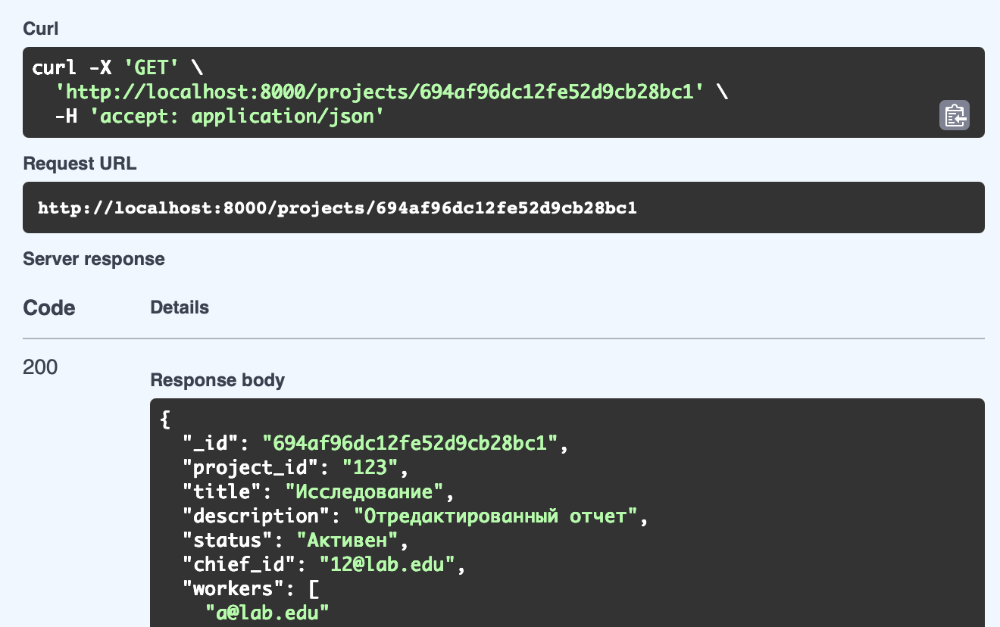 Curl
curl -X 'GET' \
'http://localhost:8000/projects/694af96dc12fe52d9cb28bc1' \
-H 'accept: application/json'
Request URL
http://localhost:8000/projects/694af96dc12fe52d9cb28bc1
Server response
Code Details
200
Response body
{
"_id": "694af96dc12fe52d9cb28bc1",
"project_id": "123",
"title": "Исследование",
"description": "Отредактированный отчет",
"status": "Активен",
"chief_id": "12@lab.edu",
"workers": [
"a@lab.edu"